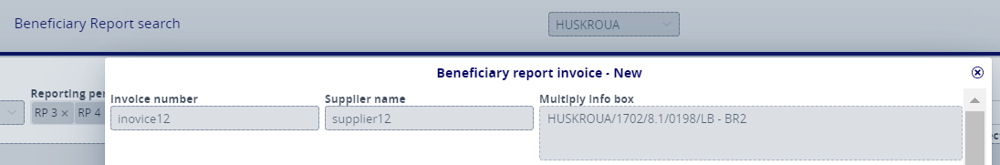 Beneficiary Report search
HUSKROUA
Beneficiary report invoice - New
Reporting per
Invoice number
Supplier name
Multiply info box
RP 3 × RP 4
inovice12
supplier12
HUSKROUA/1702/8.1/0198/LB - BR2